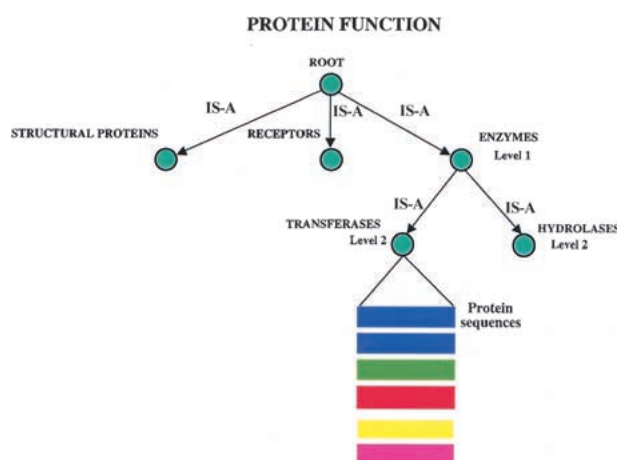 PROTEIN FUNCTION
ROOT
IS-A
IS-A
IS-A
STRUCTURAL PROTEINS
RECEPTORS
ENZYMES
Level 1
IS-A
IS-A
TRANSFERASES
Level 2
HYDROLASES
Level 2
Protein
sequences